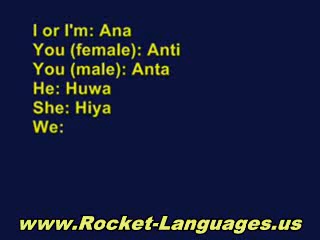 I or I'm: Ana
You (female): Anti
You (male): Anta
He: Huwa
She: Hiya
We:
www.Rocket-Languages.us